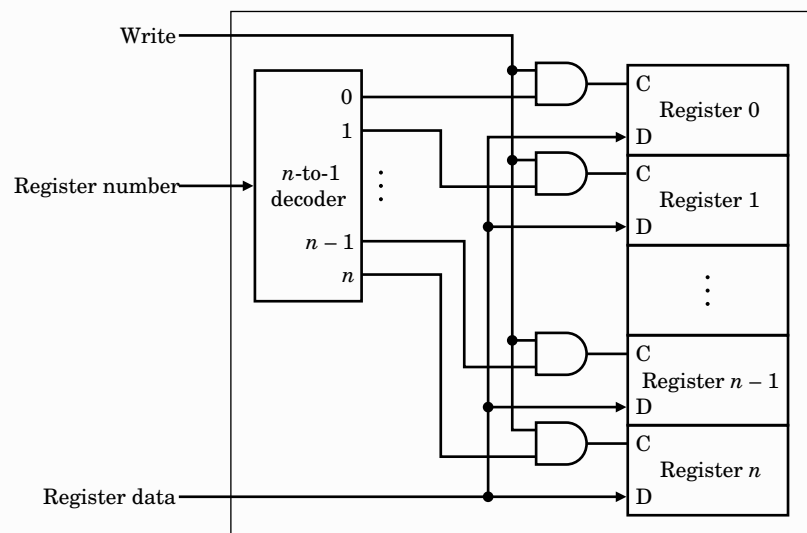 Write
0
1
n-to-1
decoder
⋮
n – 1
n
Register number
Register data
C
Register 0
D
C
Register 1
D
⋮
C
Register n – 1
D
C
Register n
D